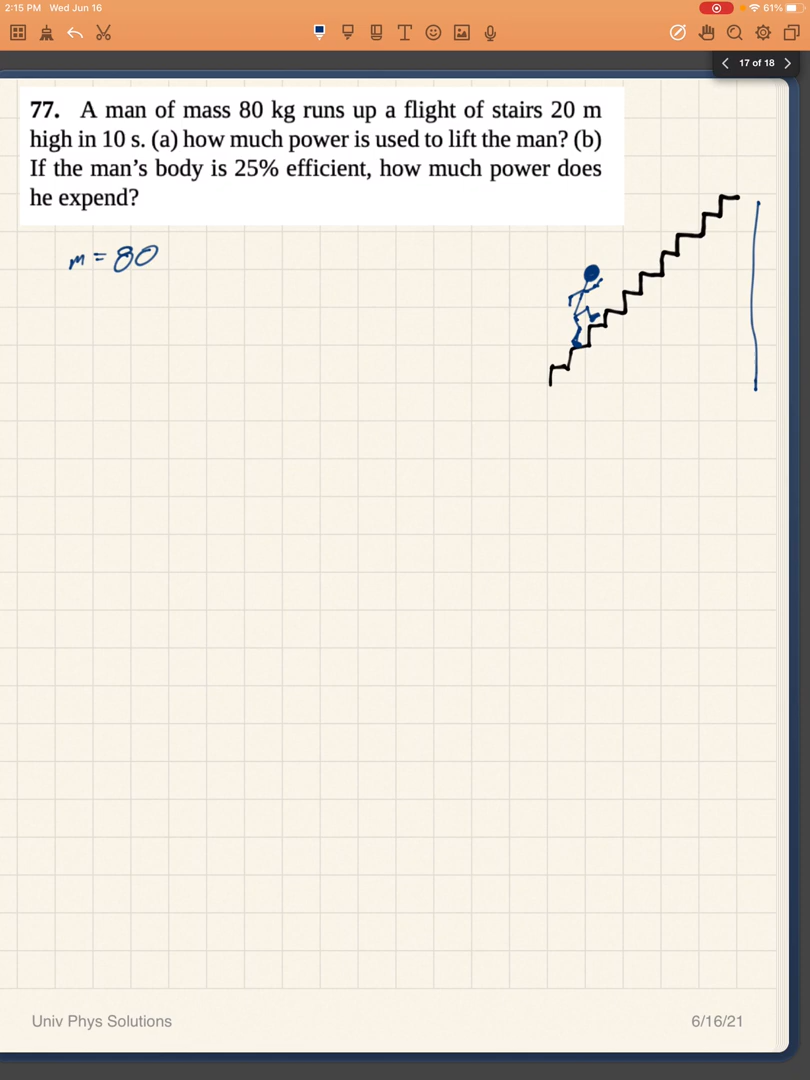 2:15 PM Wed Jun 16
61%
17 of 18
77. A man of mass 80 kg runs up a flight of stairs 20 m
high in 10 s. (a) how much power is used to lift the man? (b)
If the man's body is 25% efficient, how much power does
he expend?
m = 80
Univ Phys Solutions
6/16/21